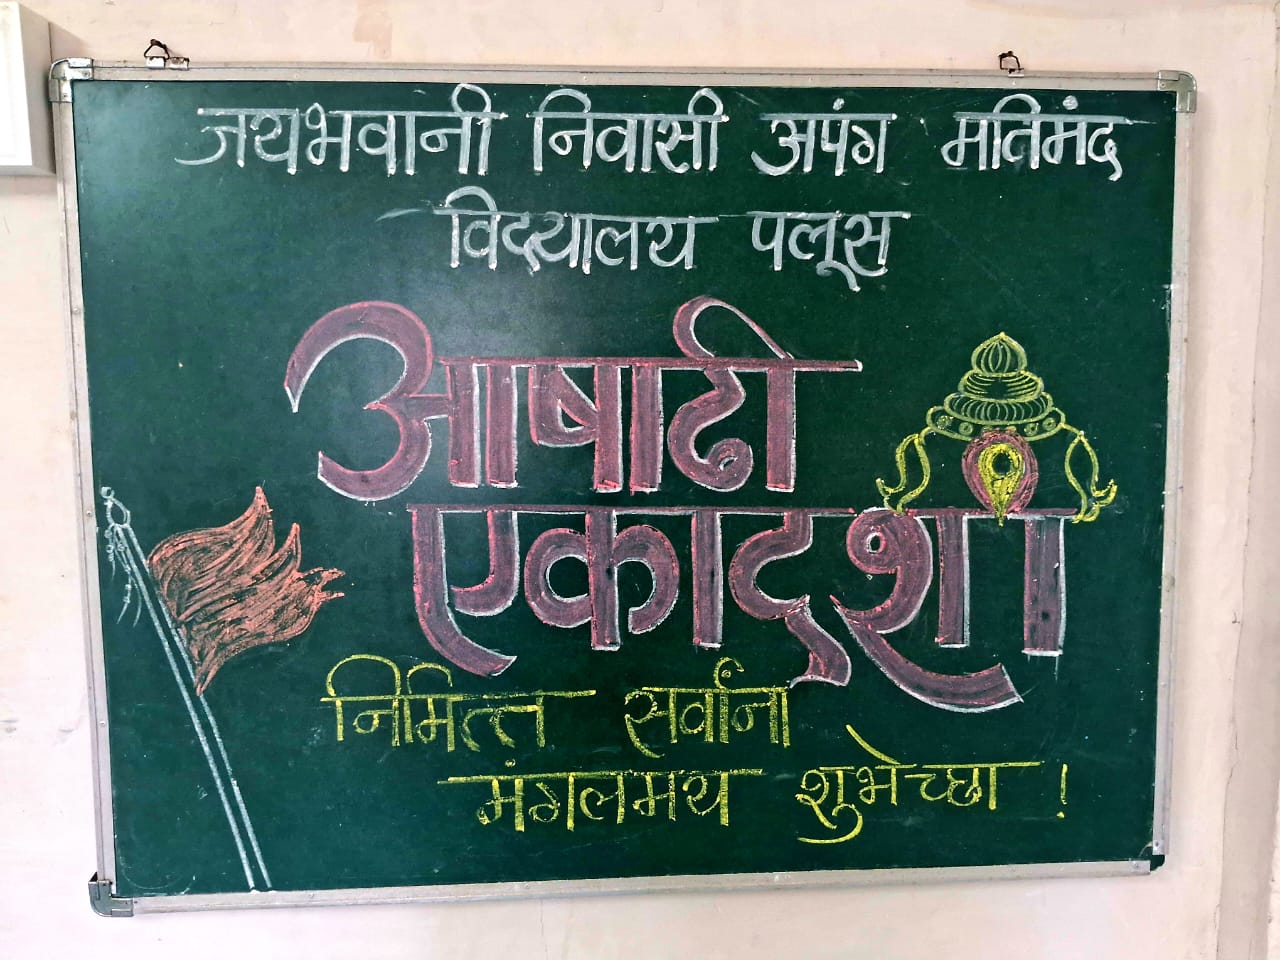 जयभवानी निवासी अपंग मतिमंद
विद्यालय पलूस
आषाढी
एकादशी
निमित्त सर्वांना
मंगलमय शुभेच्छा !